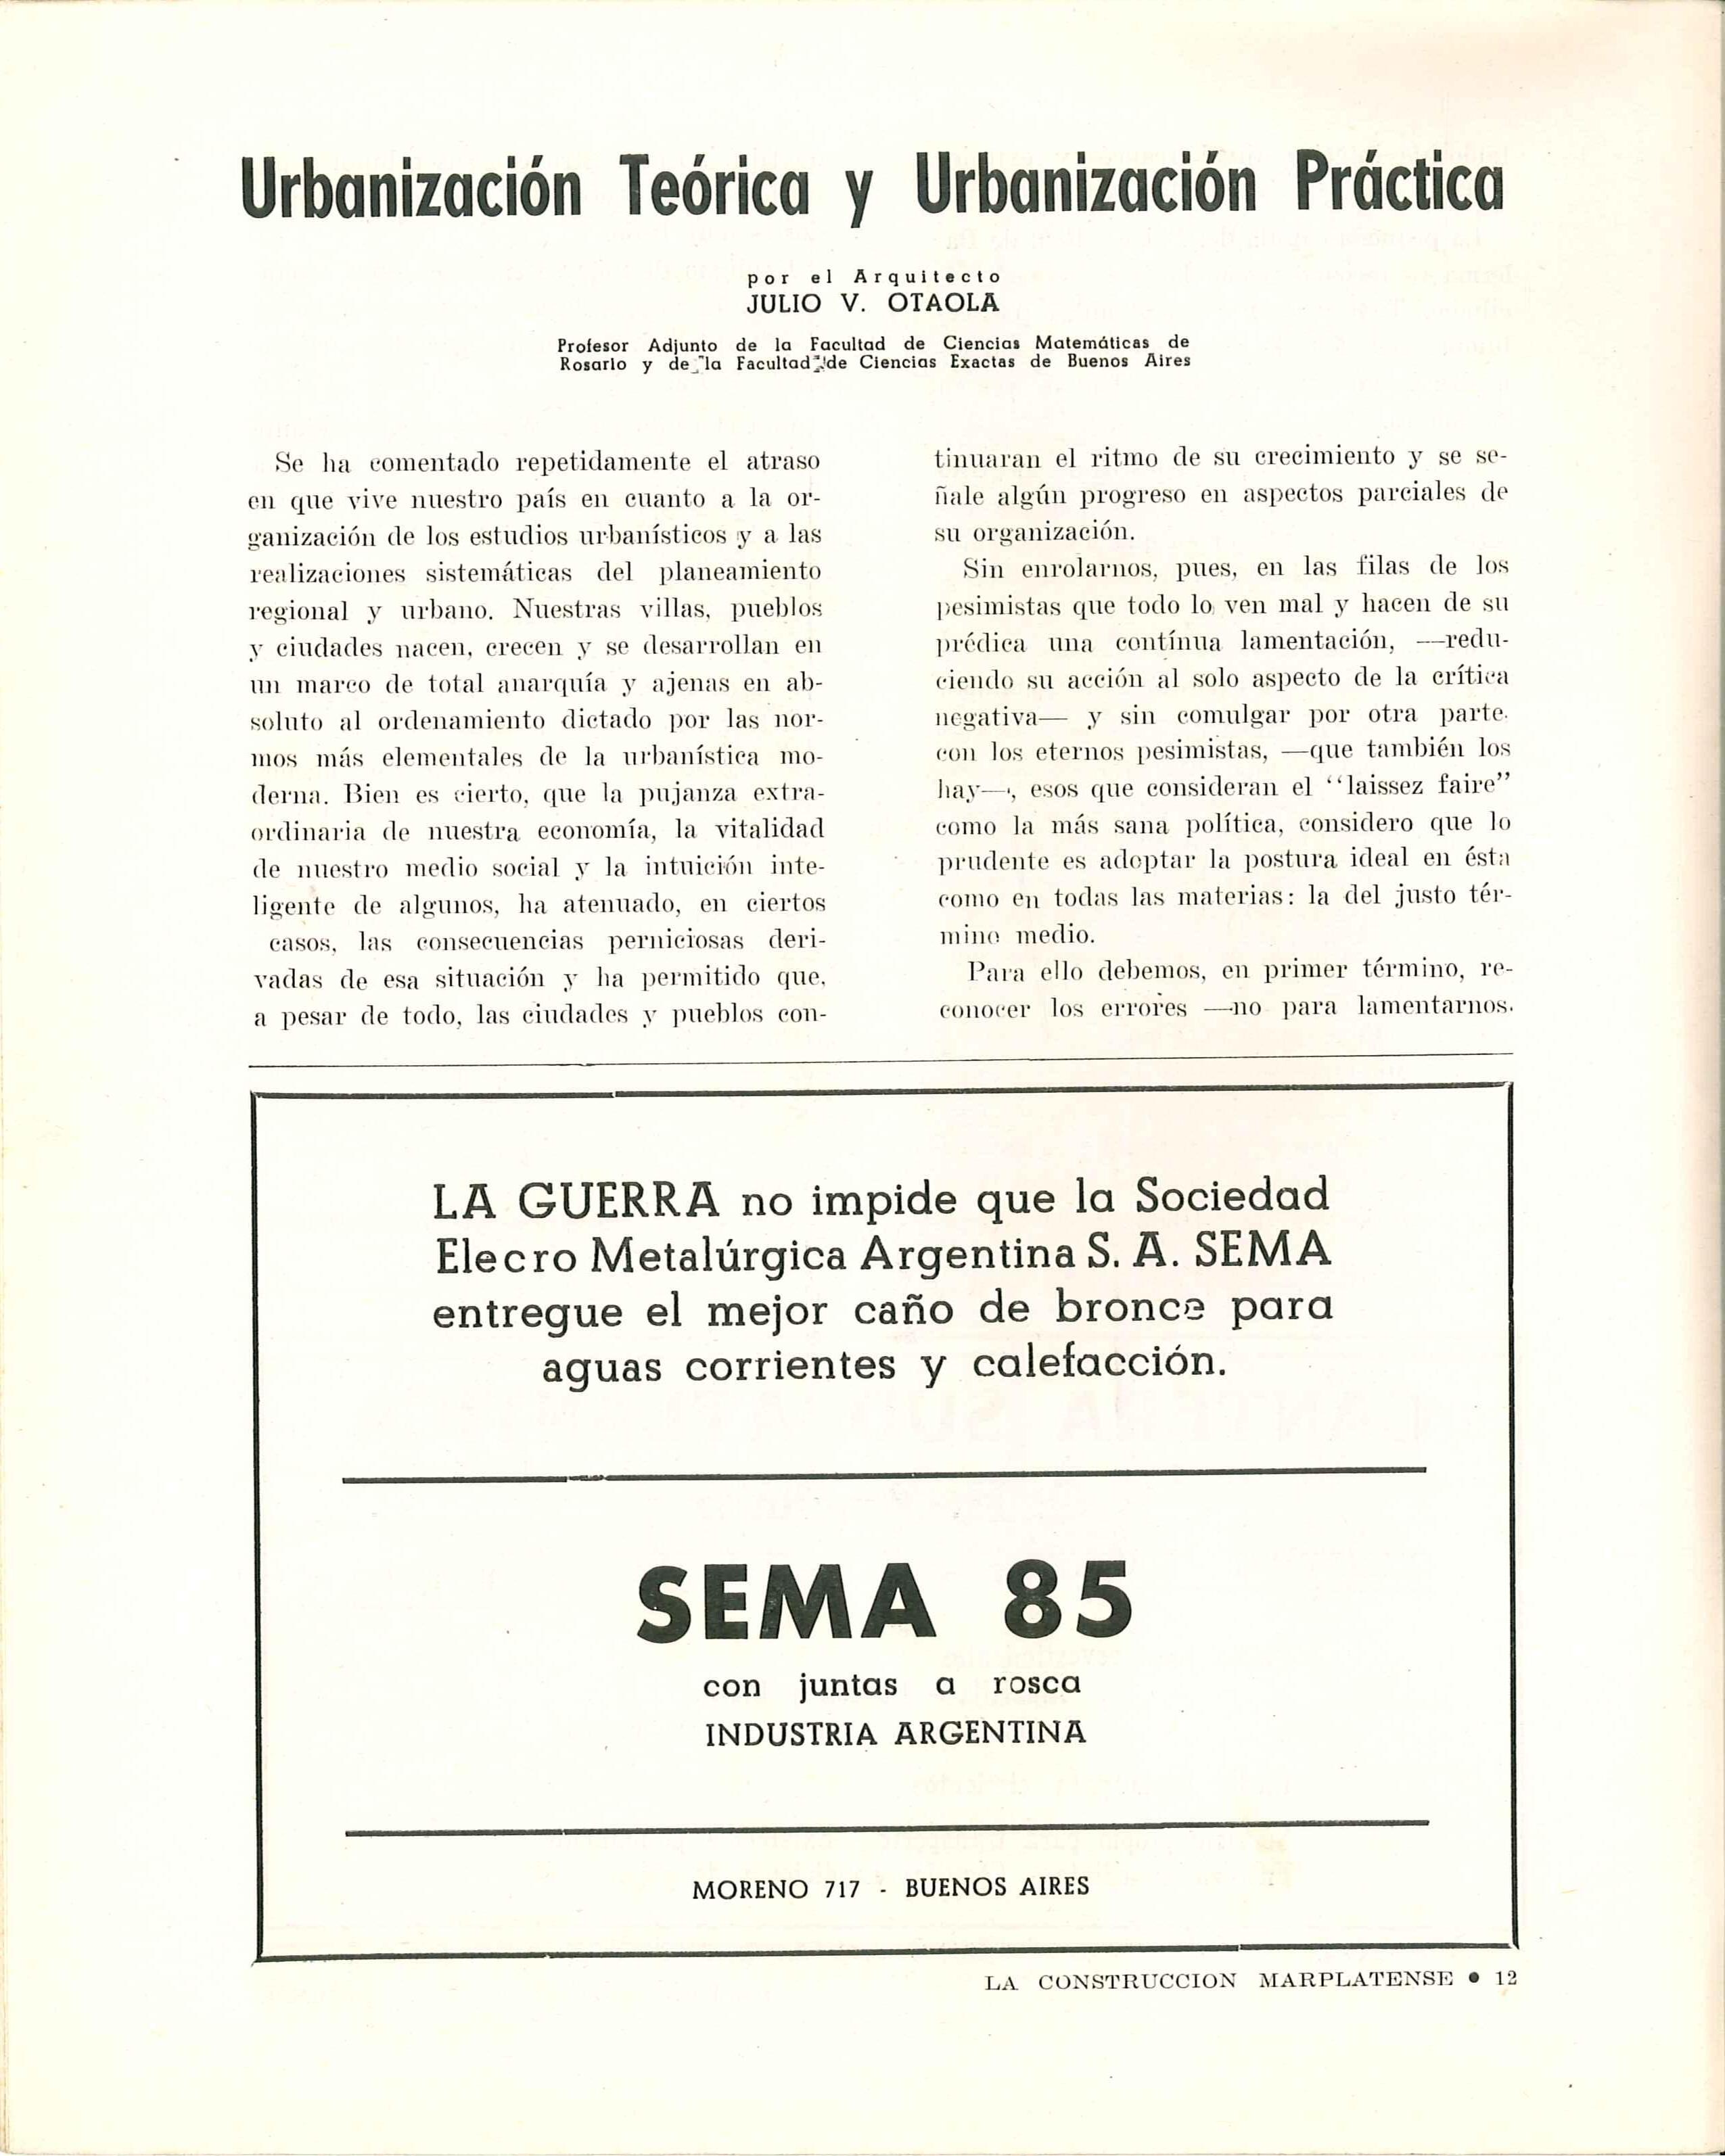 Urbanización Teórica y Urbanización Práctica
por el Arquitecto
JULIO V. OTAOLA
Profesor Adjunto de la Facultad de Ciencias Matemáticas de
Rosario y de la Facultad de Ciencias Exactas de Buenos Aires
Se ha comentado repetidamente el atraso
en que vive nuestro país en cuanto a la or-
ganización de los estudios urbanísticos y a las
realizaciones sistemáticas del planeamiento
regional y urbano. Nuestras villas, pueblos
y ciudades nacen, crecen y se desarrollan en
un marco de total anarquía y ajenas en ab-
soluto al ordenamiento dictado por las nor-
mos más elementales de la urbanística mo-
derna. Bien es cierto, que la pujanza extra-
ordinaria de nuestra economía, la vitalidad
de nuestro medio social y la intuición inte-
ligente de algunos, ha atenuado, en ciertos
casos, las consecuencias perniciosas deri-
vadas de esa situación y ha permitido que,
a pesar de todo, las ciudades y pueblos con-
tinuaran el ritmo de su crecimiento y se se-
ñale algún progreso en aspectos parciales de
su organización.
Sin enrolarnos, pues, en las filas de los
pesimistas que todo lo ven mal y hacen de su
prédica una contínua lamentación, —redu-
ciendo su acción al solo aspecto de la crítica
negativa— y sin comulgar por otra parte.
con los eternos pesimistas, —que también los
hay—, esos que consideran el "laissez faire"
como la más sana política, considero que lo
prudente es adoptar la postura ideal en ésta
como en todas las materias: la del justo tér-
mino medio.
Para ello debemos, en primer término, re-
conocer los errores —no para lamentarnos.
LA GUERRA no impide que la Sociedad
Elecro Metalúrgica Argentina S. A. SEMA
entregue el mejor caño de bronce para
aguas corrientes y calefacción.
SEMA 85
con juntas a rosca
INDUSTRIA ARGENTINA
MORENO 717 - BUENOS AIRES
LA CONSTRUCCION MARPLATENSE • 12